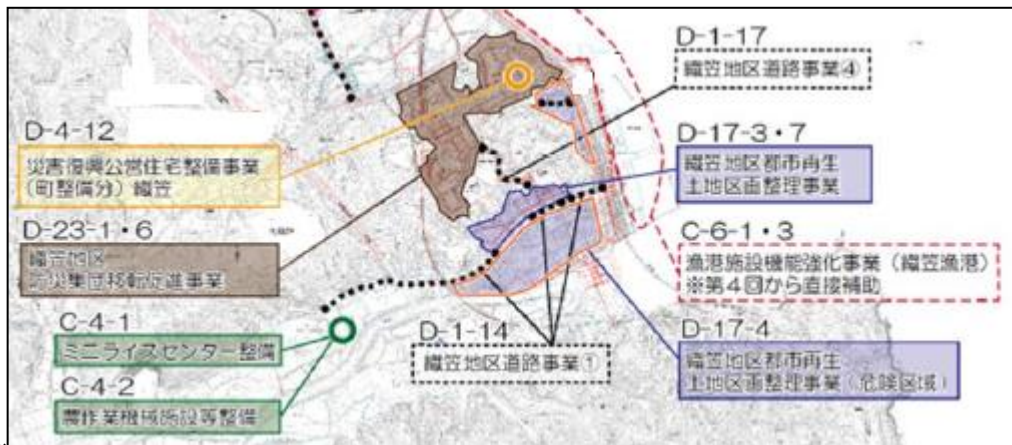 D-1-17
織笠地区道路事業④
D-4-12
災害復興公営住宅整備事業
（町整備分）織笠
D-17-3・7
織笠地区都市再生
土地区画整理事業
D-23-1・6
織笠地区
防災集団移転促進事業
C-6-1・3
漁港施設機能強化事業（織笠漁港）
※第４回から直接補助
C-4-1
ミニライスセンター整備
D-1-14
織笠地区道路事業①
D-17-4
織笠地区都市再生
土地区画整理事業（危険区域）
C-4-2
農作業機械施設等整備